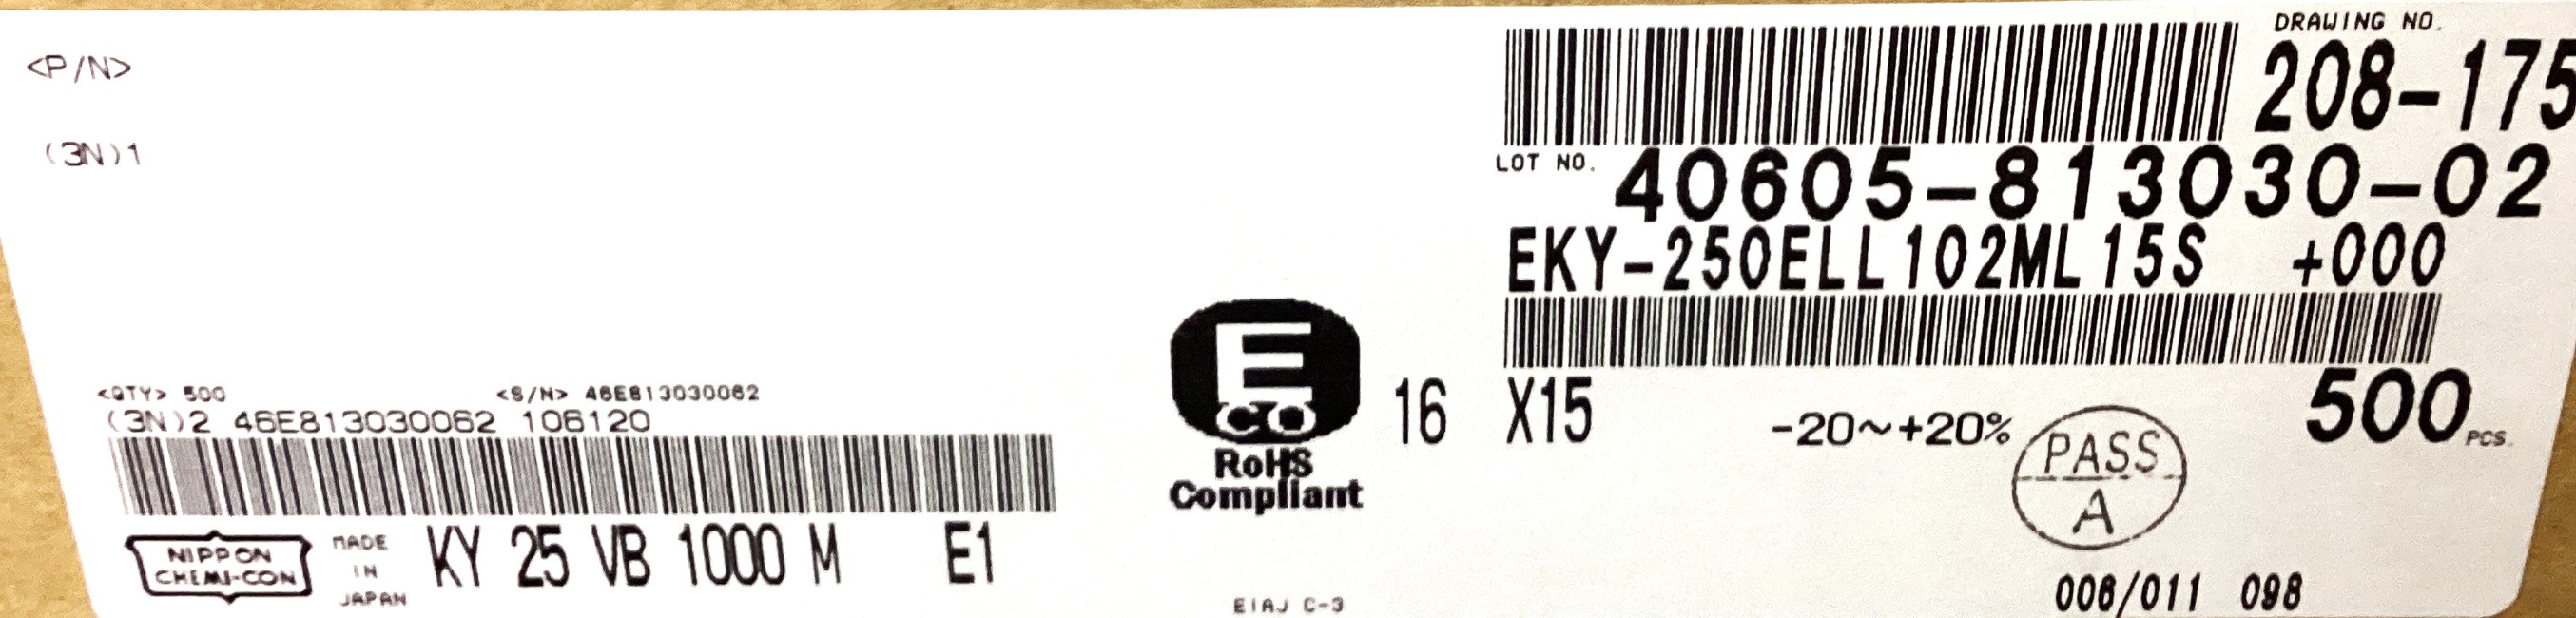 <P/N>
(3N)1
DRAWING NO.
208-175
LOT NO. 40605-813030-02
EKY-250ELL102ML15S +000
<QTY> 500 <S/N> 46E813030062
(3N)2 46E813030062 106120
ECO
RoHS
Compliant
16 X15 -20~+20% 500 PCS.
PASS
A
NIPPON
CHEMI-CON
MADE
IN
JAPAN
KY 25 VB 1000 M E1
EIAJ C-3
006/011 098